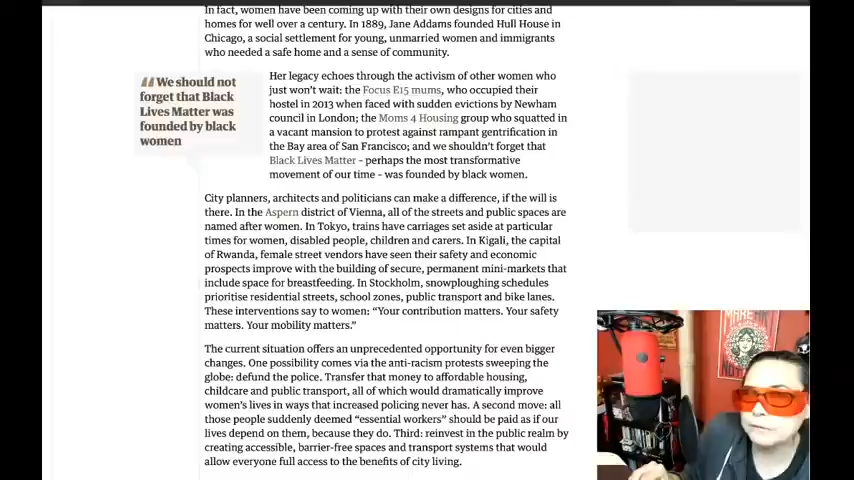 In fact, women have been coming up with their own designs for cities and
homes for well over a century. In 1889, Jane Addams founded Hull House in
Chicago, a social settlement for young, unmarried women and immigrants
who needed a safe home and a sense of community.
We should not
forget that Black
Lives Matter was
founded by black
women
Her legacy echoes through the activism of other women who
just won't wait: the Focus E15 mums, who occupied their
hostel in 2013 when faced with sudden evictions by Newham
council in London; the Moms 4 Housing group who squatted in
a vacant mansion to protest against rampant gentrification in
the Bay area of San Francisco; and we shouldn't forget that
Black Lives Matter – perhaps the most transformative
movement of our time – was founded by black women.
City planners, architects and politicians can make a difference, if the will is
there. In the Aspern district of Vienna, all of the streets and public spaces are
named after women. In Tokyo, trains have carriages set aside at particular
times for women, disabled people, children and carers. In Kigali, the capital
of Rwanda, female street vendors have seen their safety and economic
prospects improve with the building of secure, permanent mini-markets that
include space for breastfeeding. In Stockholm, snowploughing schedules
prioritise residential streets, school zones, public transport and bike lanes.
These interventions say to women: “Your contribution matters. Your safety
matters. Your mobility matters.”
The current situation offers an unprecedented opportunity for even bigger
changes. One possibility comes via the anti-racism protests sweeping the
globe: defund the police. Transfer that money to affordable housing,
childcare and public transport, all of which would dramatically improve
women's lives in ways that increased policing never has. A second move: all
those people suddenly deemed “essential workers” should be paid as if our
lives depend on them, because they do. Third: reinvest in the public realm by
creating accessible, barrier-free spaces and transport systems that would
allow everyone full access to the benefits of city living.
MAKE